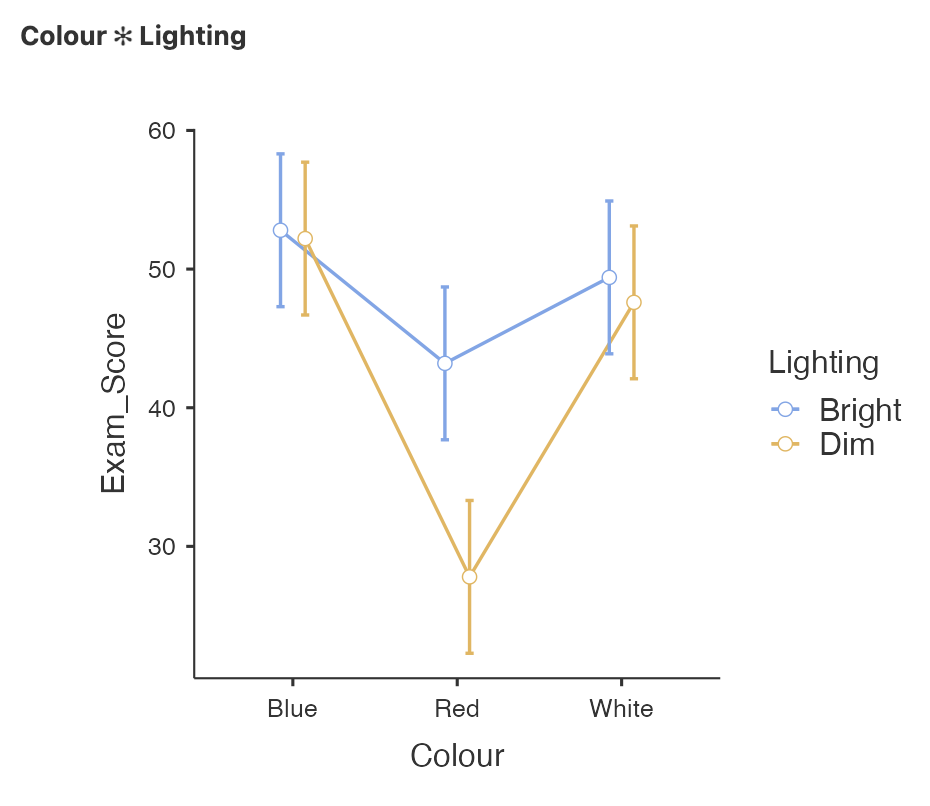 Colour ✻ Lighting
60
50
40
30
Exam_Score
Blue Red White
Colour
Lighting
Bright
Dim